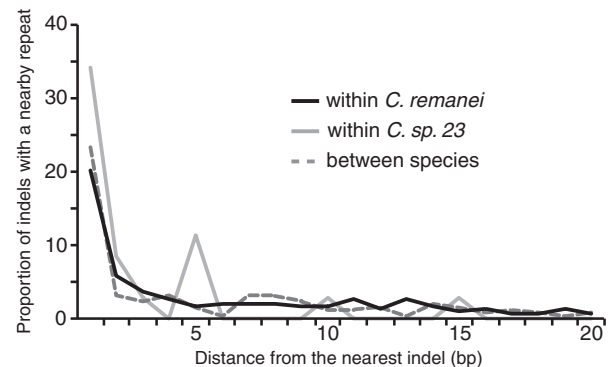 Proportion of indels with a nearby repeat
40
30
20
10
0
within C. remanei
within C. sp. 23
between species
5
10
15
20
Distance from the nearest indel (bp)